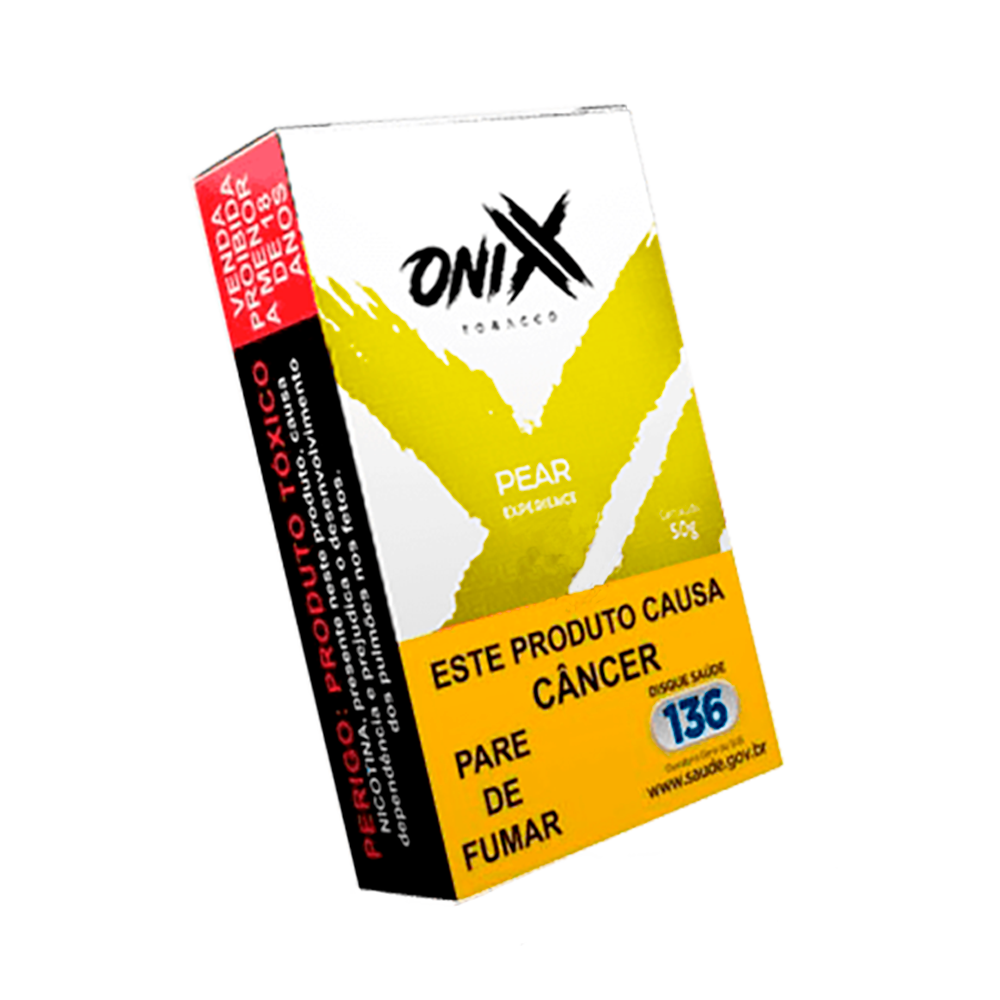 ONIX
TOBACCO
PEAR
EXPERIENCE
50g
ESTE PRODUTO CAUSA
CÂNCER
PARE
DE
FUMAR
DISQUE SAÚDE
136
www.saude.gov.br
VENDA
PROIBIDA
A MENOR
DE 18
ANOS
PERIGO: PRODUTO TÓXICO
NICOTINA, presente neste produto, causa
dependência e prejudica o desenvolvimento
dos pulmões nos fetos.